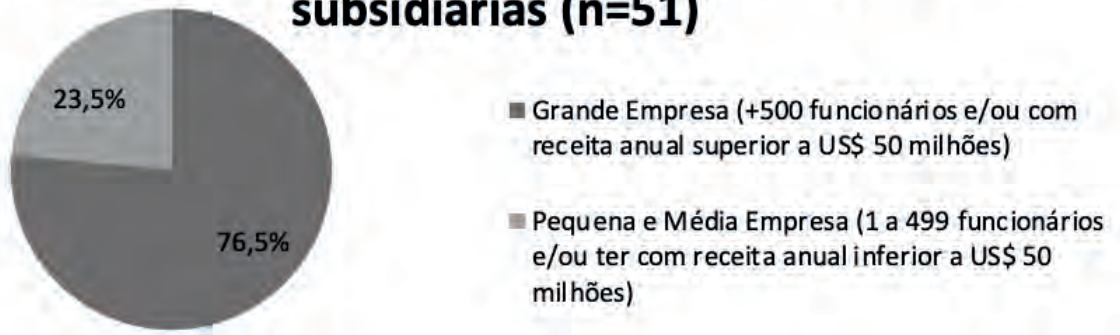 subsidiárias (n=51)
23,5%
76,5%
Grande Empresa (+500 funcionários e/ou com
receita anual superior a US$ 50 milhões)
Pequena e Média Empresa (1 a 499 funcionários
e/ou ter com receita anual inferior a US$ 50
milhões)